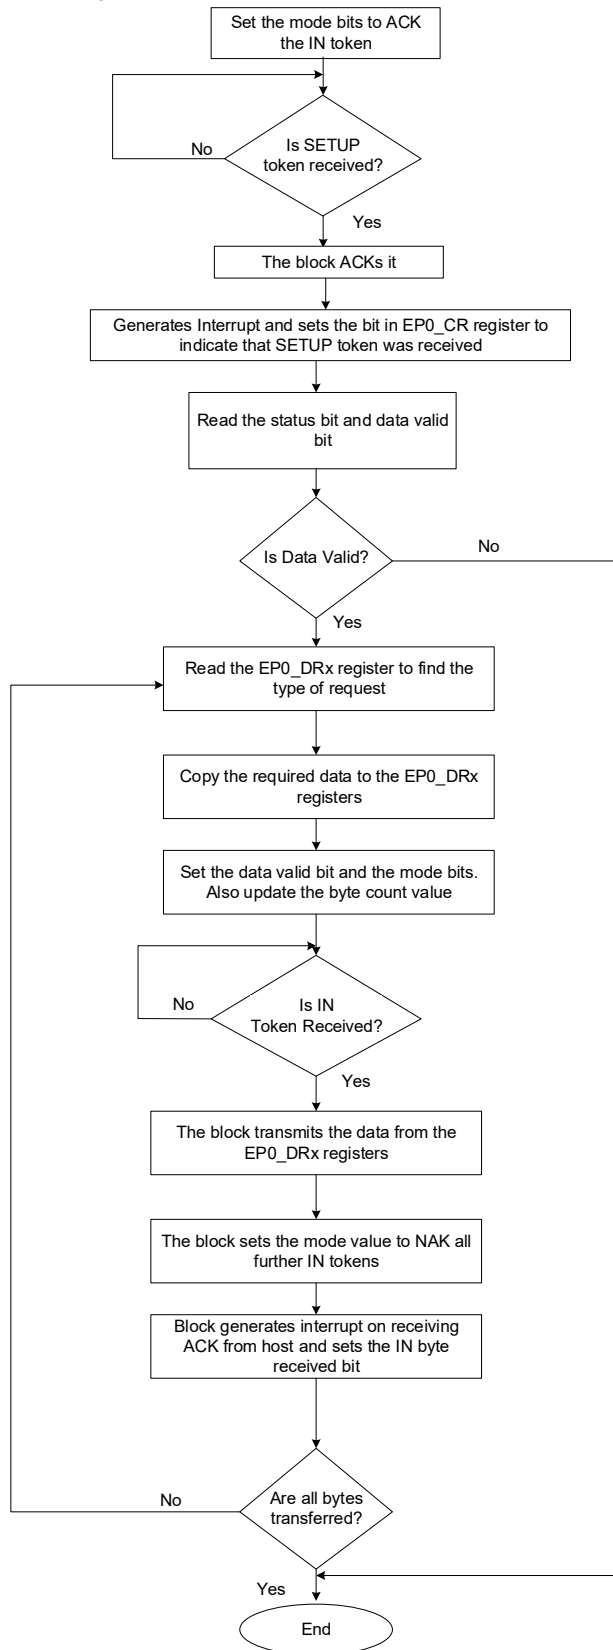 Set the mode bits to ACK
the IN token
No
Is SETUP
token received?
Yes
The block ACKs it
Generates Interrupt and sets the bit in EP0_CR register to
indicate that SETUP token was received
Read the status bit and data valid
bit
Is Data Valid?
No
Yes
Read the EP0_DRx register to find the
type of request
Copy the required data to the EP0_DRx
registers
Set the data valid bit and the mode bits.
Also update the byte count value
No
Is IN
Token Received?
Yes
The block transmits the data from the
EP0_DRx registers
The block sets the mode value to NAK all
further IN tokens
Block generates interrupt on receiving
ACK from host and sets the IN byte
received bit
No
Are all bytes
transferred?
Yes
End